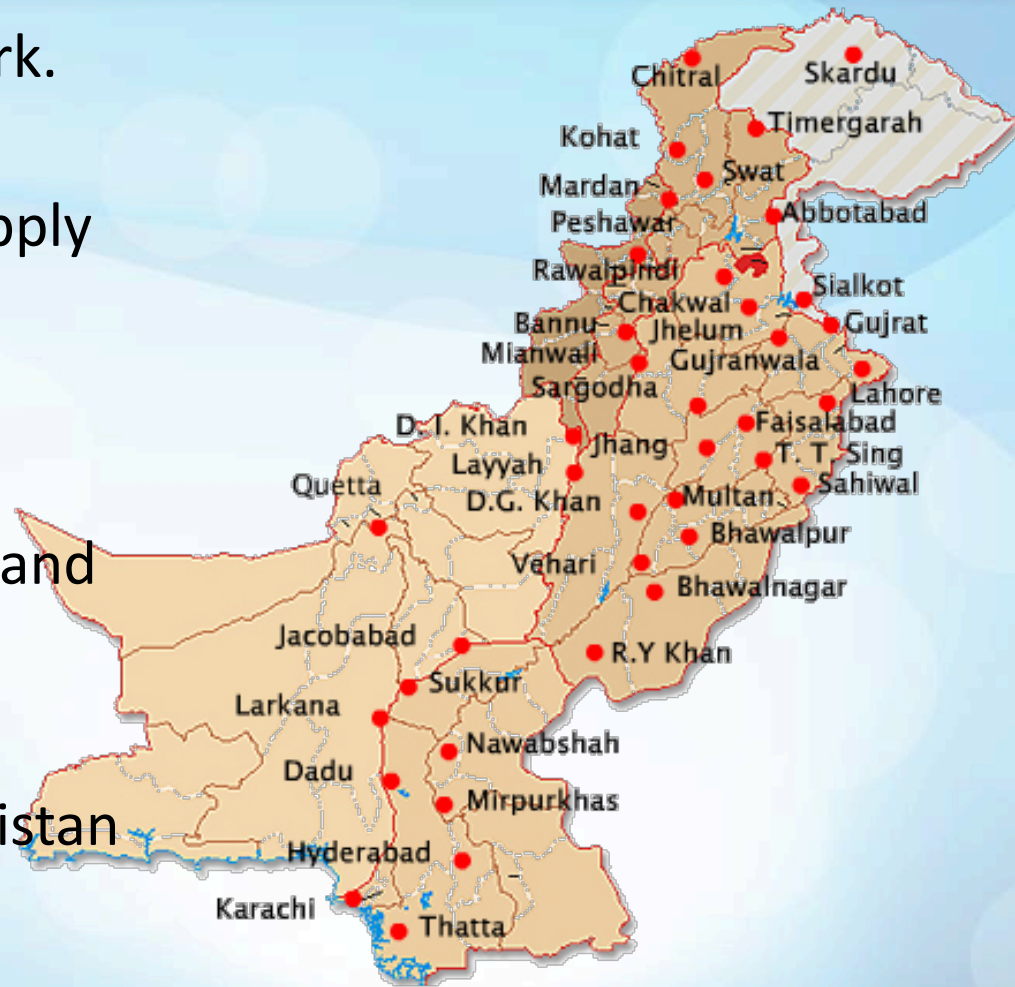 rk.
pply
and
istan
Chitral
Skardu
Timergarah
Kohat
Swat
Mardan
Abbotabad
Peshawar
Rawalpindi
Sialkot
Chakwal
Gujrat
Bannu
Jhelum
Mianwali
Gujranwala
Sargodha
Lahore
D. I. Khan
Faisalabad
Jhang
T. T. Sing
Layyah
Sahiwal
Quetta
D.G. Khan
Multan
Bhawalpur
Vehari
Bhawalnagar
Jacobabad
R.Y Khan
Sukkur
Larkana
Nawabshah
Dadu
Mirpurkhas
Hyderabad
Karachi
Thatta